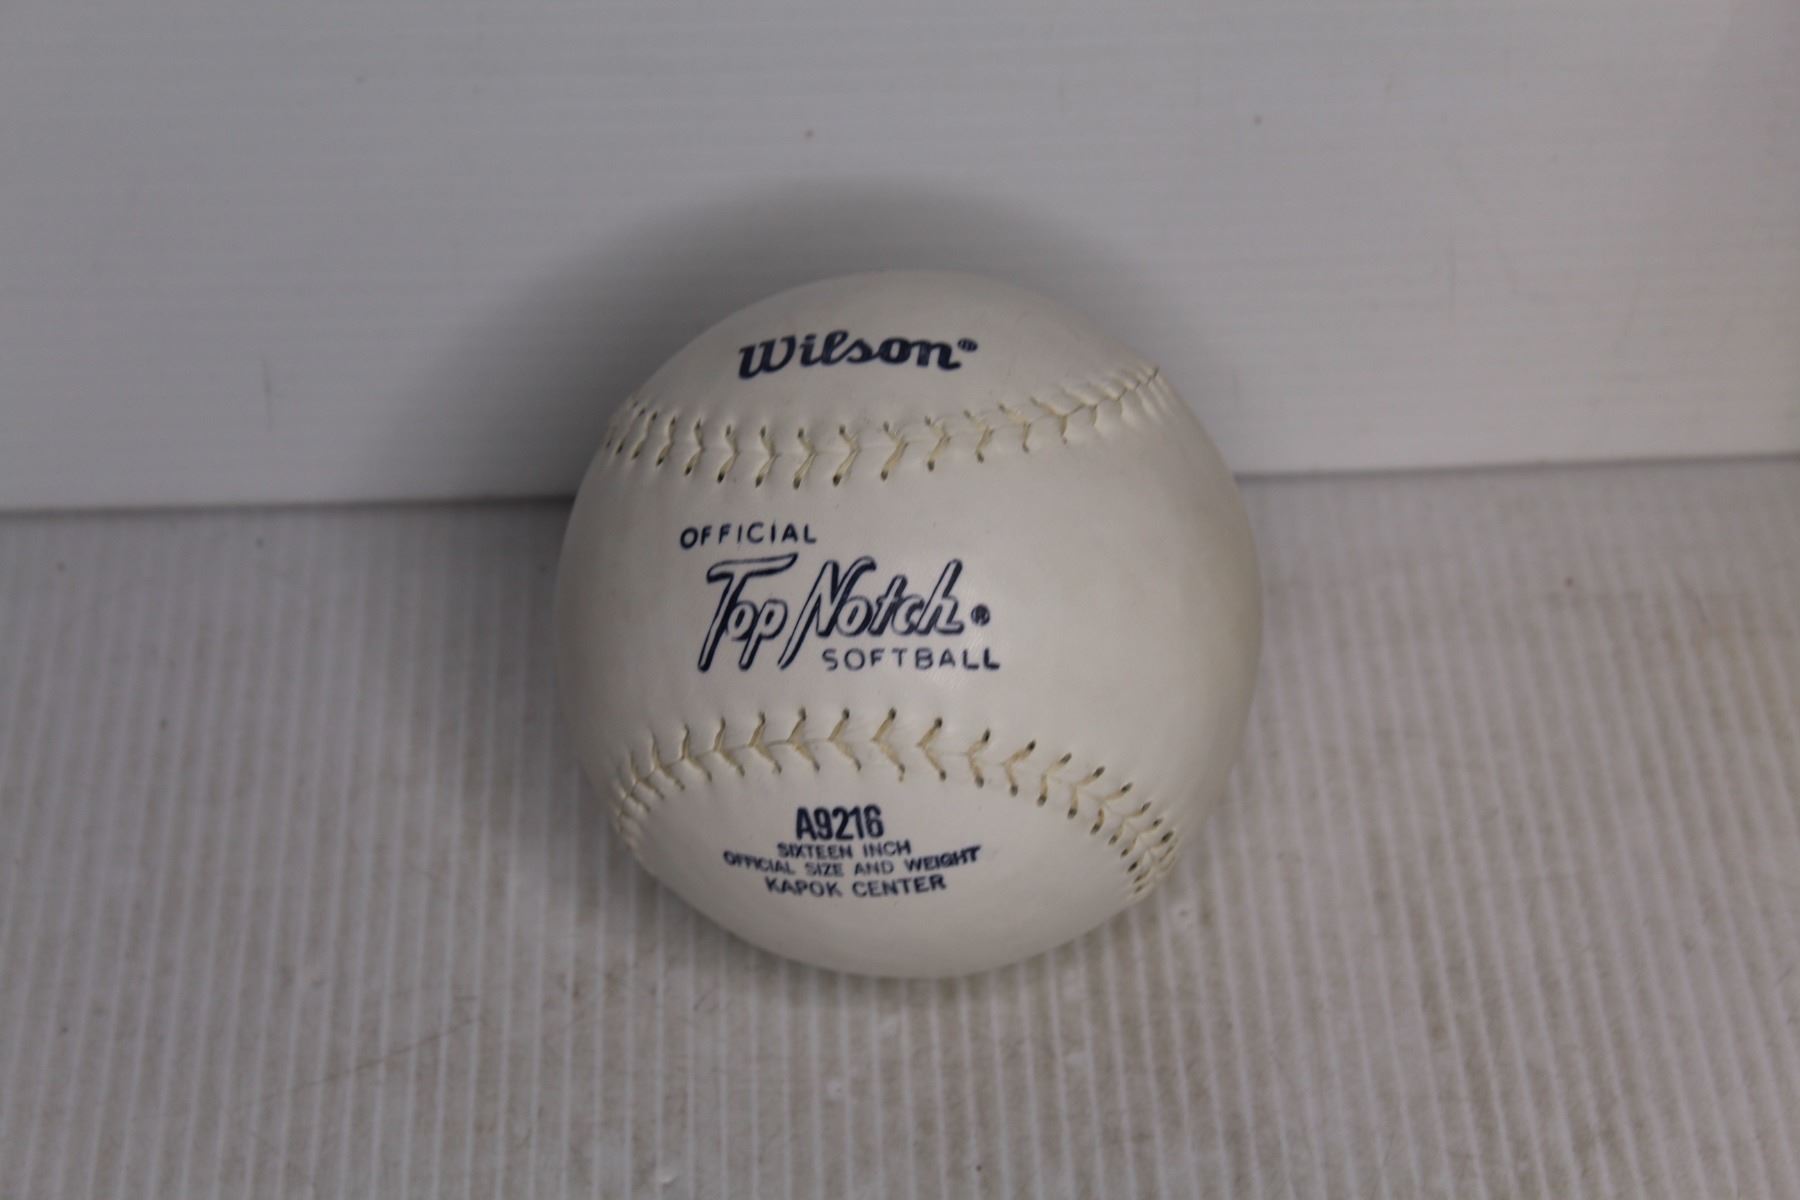 Wilson®
OFFICIAL
Top Notch®
SOFTBALL
A9216
SIXTEEN INCH
OFFICIAL SIZE AND WEIGHT
KAPOK CENTER